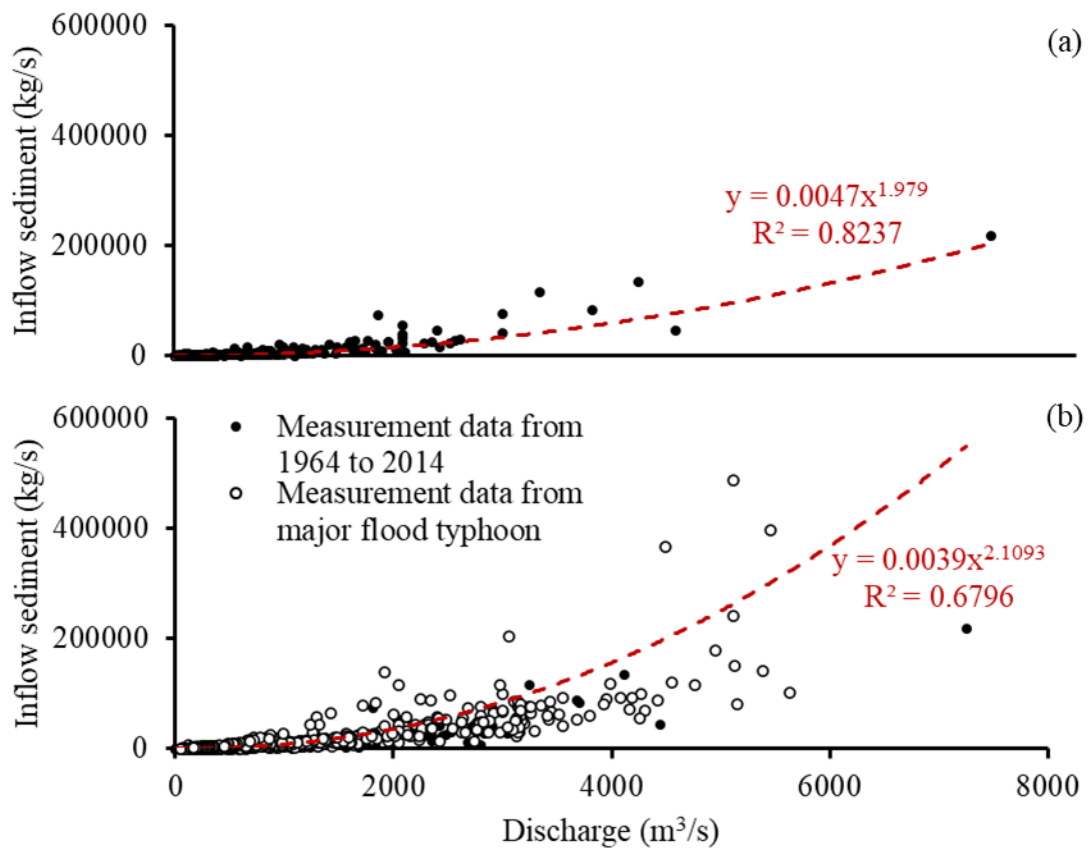 600000
(a)
400000
200000
0
Inflow sediment (kg/s)
y = 0.0047x^1.979
R² = 0.8237
600000
(b)
400000
200000
0
Inflow sediment (kg/s)
Measurement data from
1964 to 2014
Measurement data from
major flood typhoon
y = 0.0039x^2.1093
R² = 0.6796
0 2000 4000 6000 8000
Discharge (m³/s)